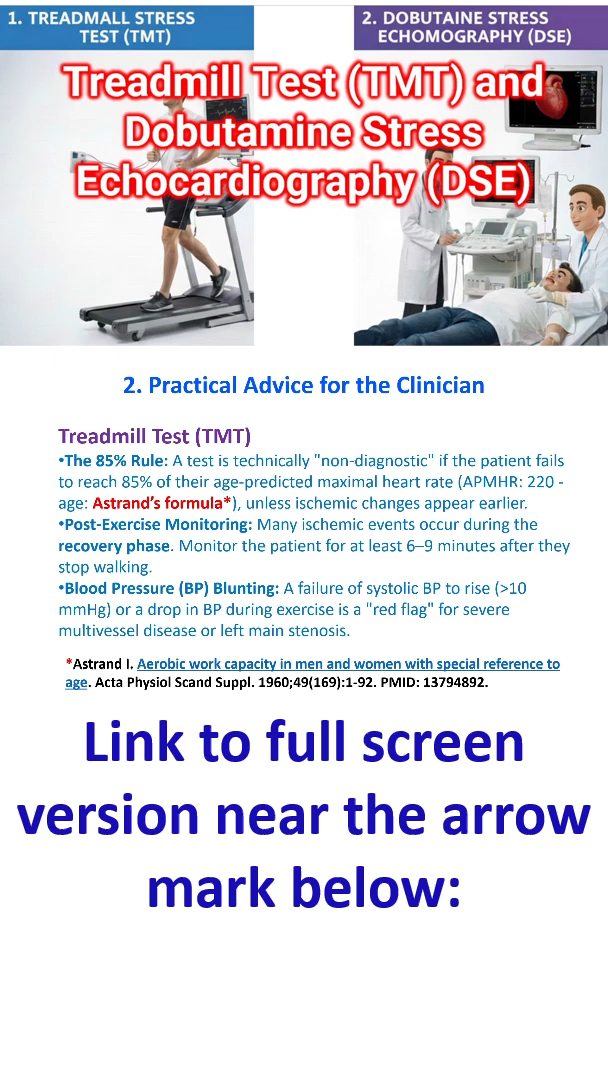 1. TREADMALL STRESS
TEST (TMT)
2. DOBUTAINE STRESS
ECHOMOGRAPHY (DSE)
Treadmill Test (TMT) and
Dobutamine Stress
Echocardiography (DSE)
2. Practical Advice for the Clinician
Treadmill Test (TMT)
•The 85% Rule: A test is technically "non-diagnostic" if the patient fails
to reach 85% of their age-predicted maximal heart rate (APMHR: 220 -
age: Astrand's formula*), unless ischemic changes appear earlier.
•Post-Exercise Monitoring: Many ischemic events occur during the
recovery phase. Monitor the patient for at least 6–9 minutes after they
stop walking.
•Blood Pressure (BP) Blunting: A failure of systolic BP to rise (>10
mmHg) or a drop in BP during exercise is a "red flag" for severe
multivessel disease or left main stenosis.
*Astrand I. Aerobic work capacity in men and women with special reference to
age. Acta Physiol Scand Suppl. 1960;49(169):1-92. PMID: 13794892.
Link to full screen
version near the arrow
mark below: